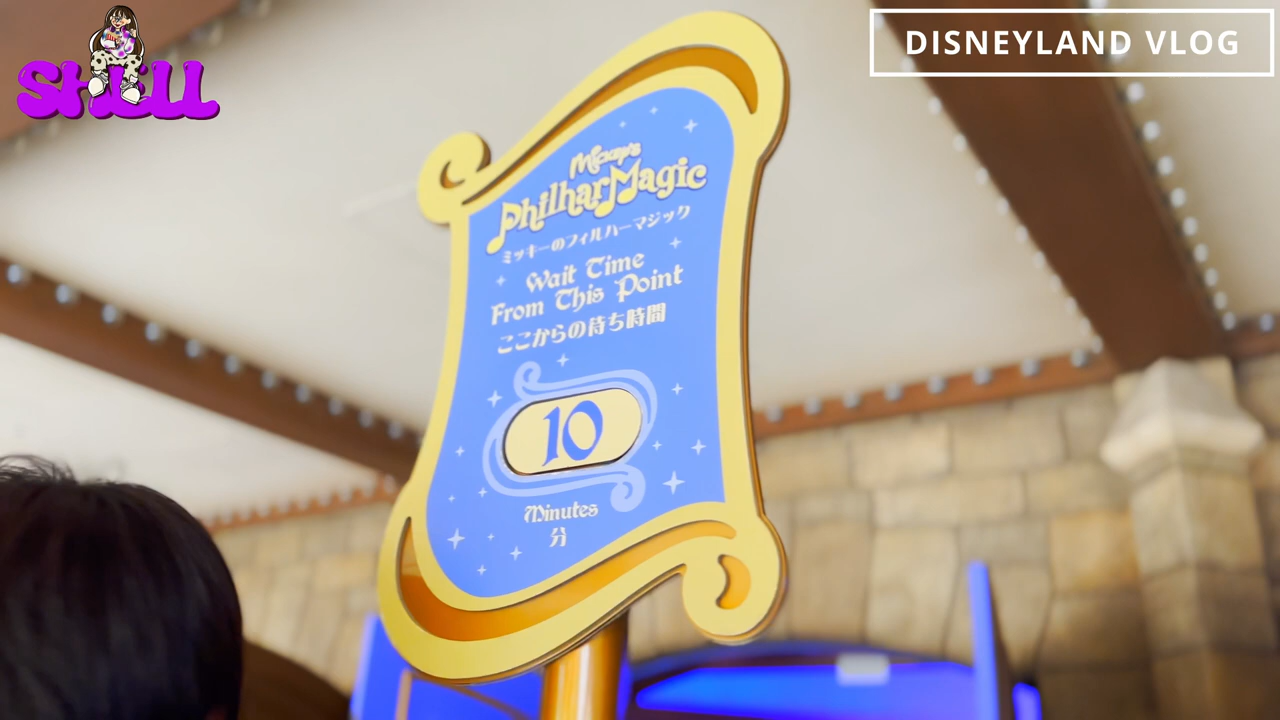 SHILL
DISNEYLAND VLOG
Mickey's
PhilharMagic
ミッキーのフィルハーマジック
Wait Time
From This Point
ここからの待ち時間
10
Minutes
分